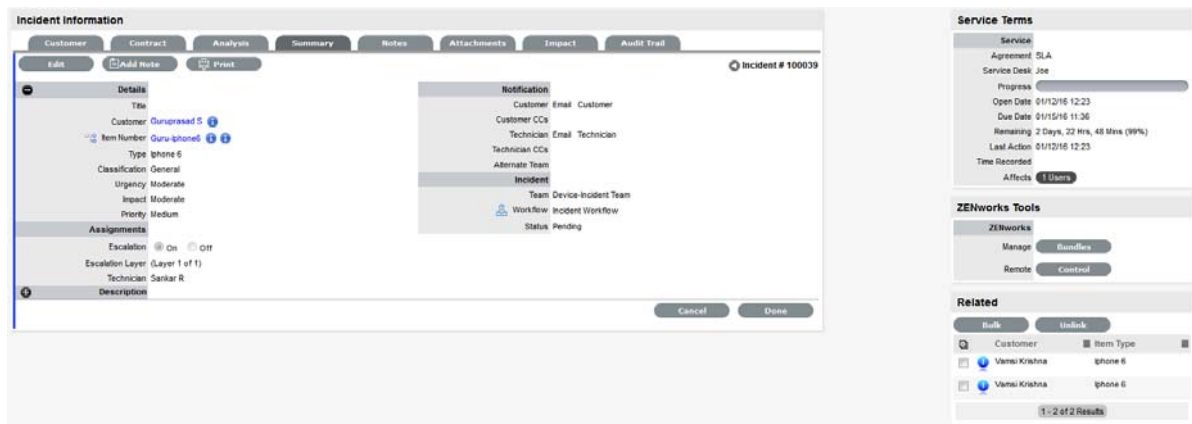 Incident Information
Customer Contract Analysis Summary Notes Attachments Impact Audit Trail
Edit Add Note Print Incident # 100039
Details
Title
Customer Guruprasad S
Item Number Guru-iphone6
Type Iphone 6
Classification General
Urgency Moderate
Impact Moderate
Priority Medium
Assignments
Escalation On Off
Escalation Layer (Layer 1 of 1)
Technician Sankar R
Description
Notification
Customer Email Customer
Customer CCs
Technician Email Technician
Technician CCs
Alternate Team
Incident
Team Device-Incident Team
Workflow Incident Workflow
Status Pending
Cancel Done
Service Terms
Service
Agreement SLA
Service Desk Joe
Progress
Open Date 01/12/16 12:23
Due Date 01/15/16 11:36
Remaining 2 Days, 22 Hrs, 48 Mins (99%)
Last Action 01/12/16 12:23
Time Recorded
Affects 1 Users
ZENworks Tools
ZENworks
Manage Bundles
Remote Control
Related
Bulk Unlink
Customer Item Type
Vamsi Krishna Iphone 6
Vamsi Krishna Iphone 6
1 - 2 of 2 Results